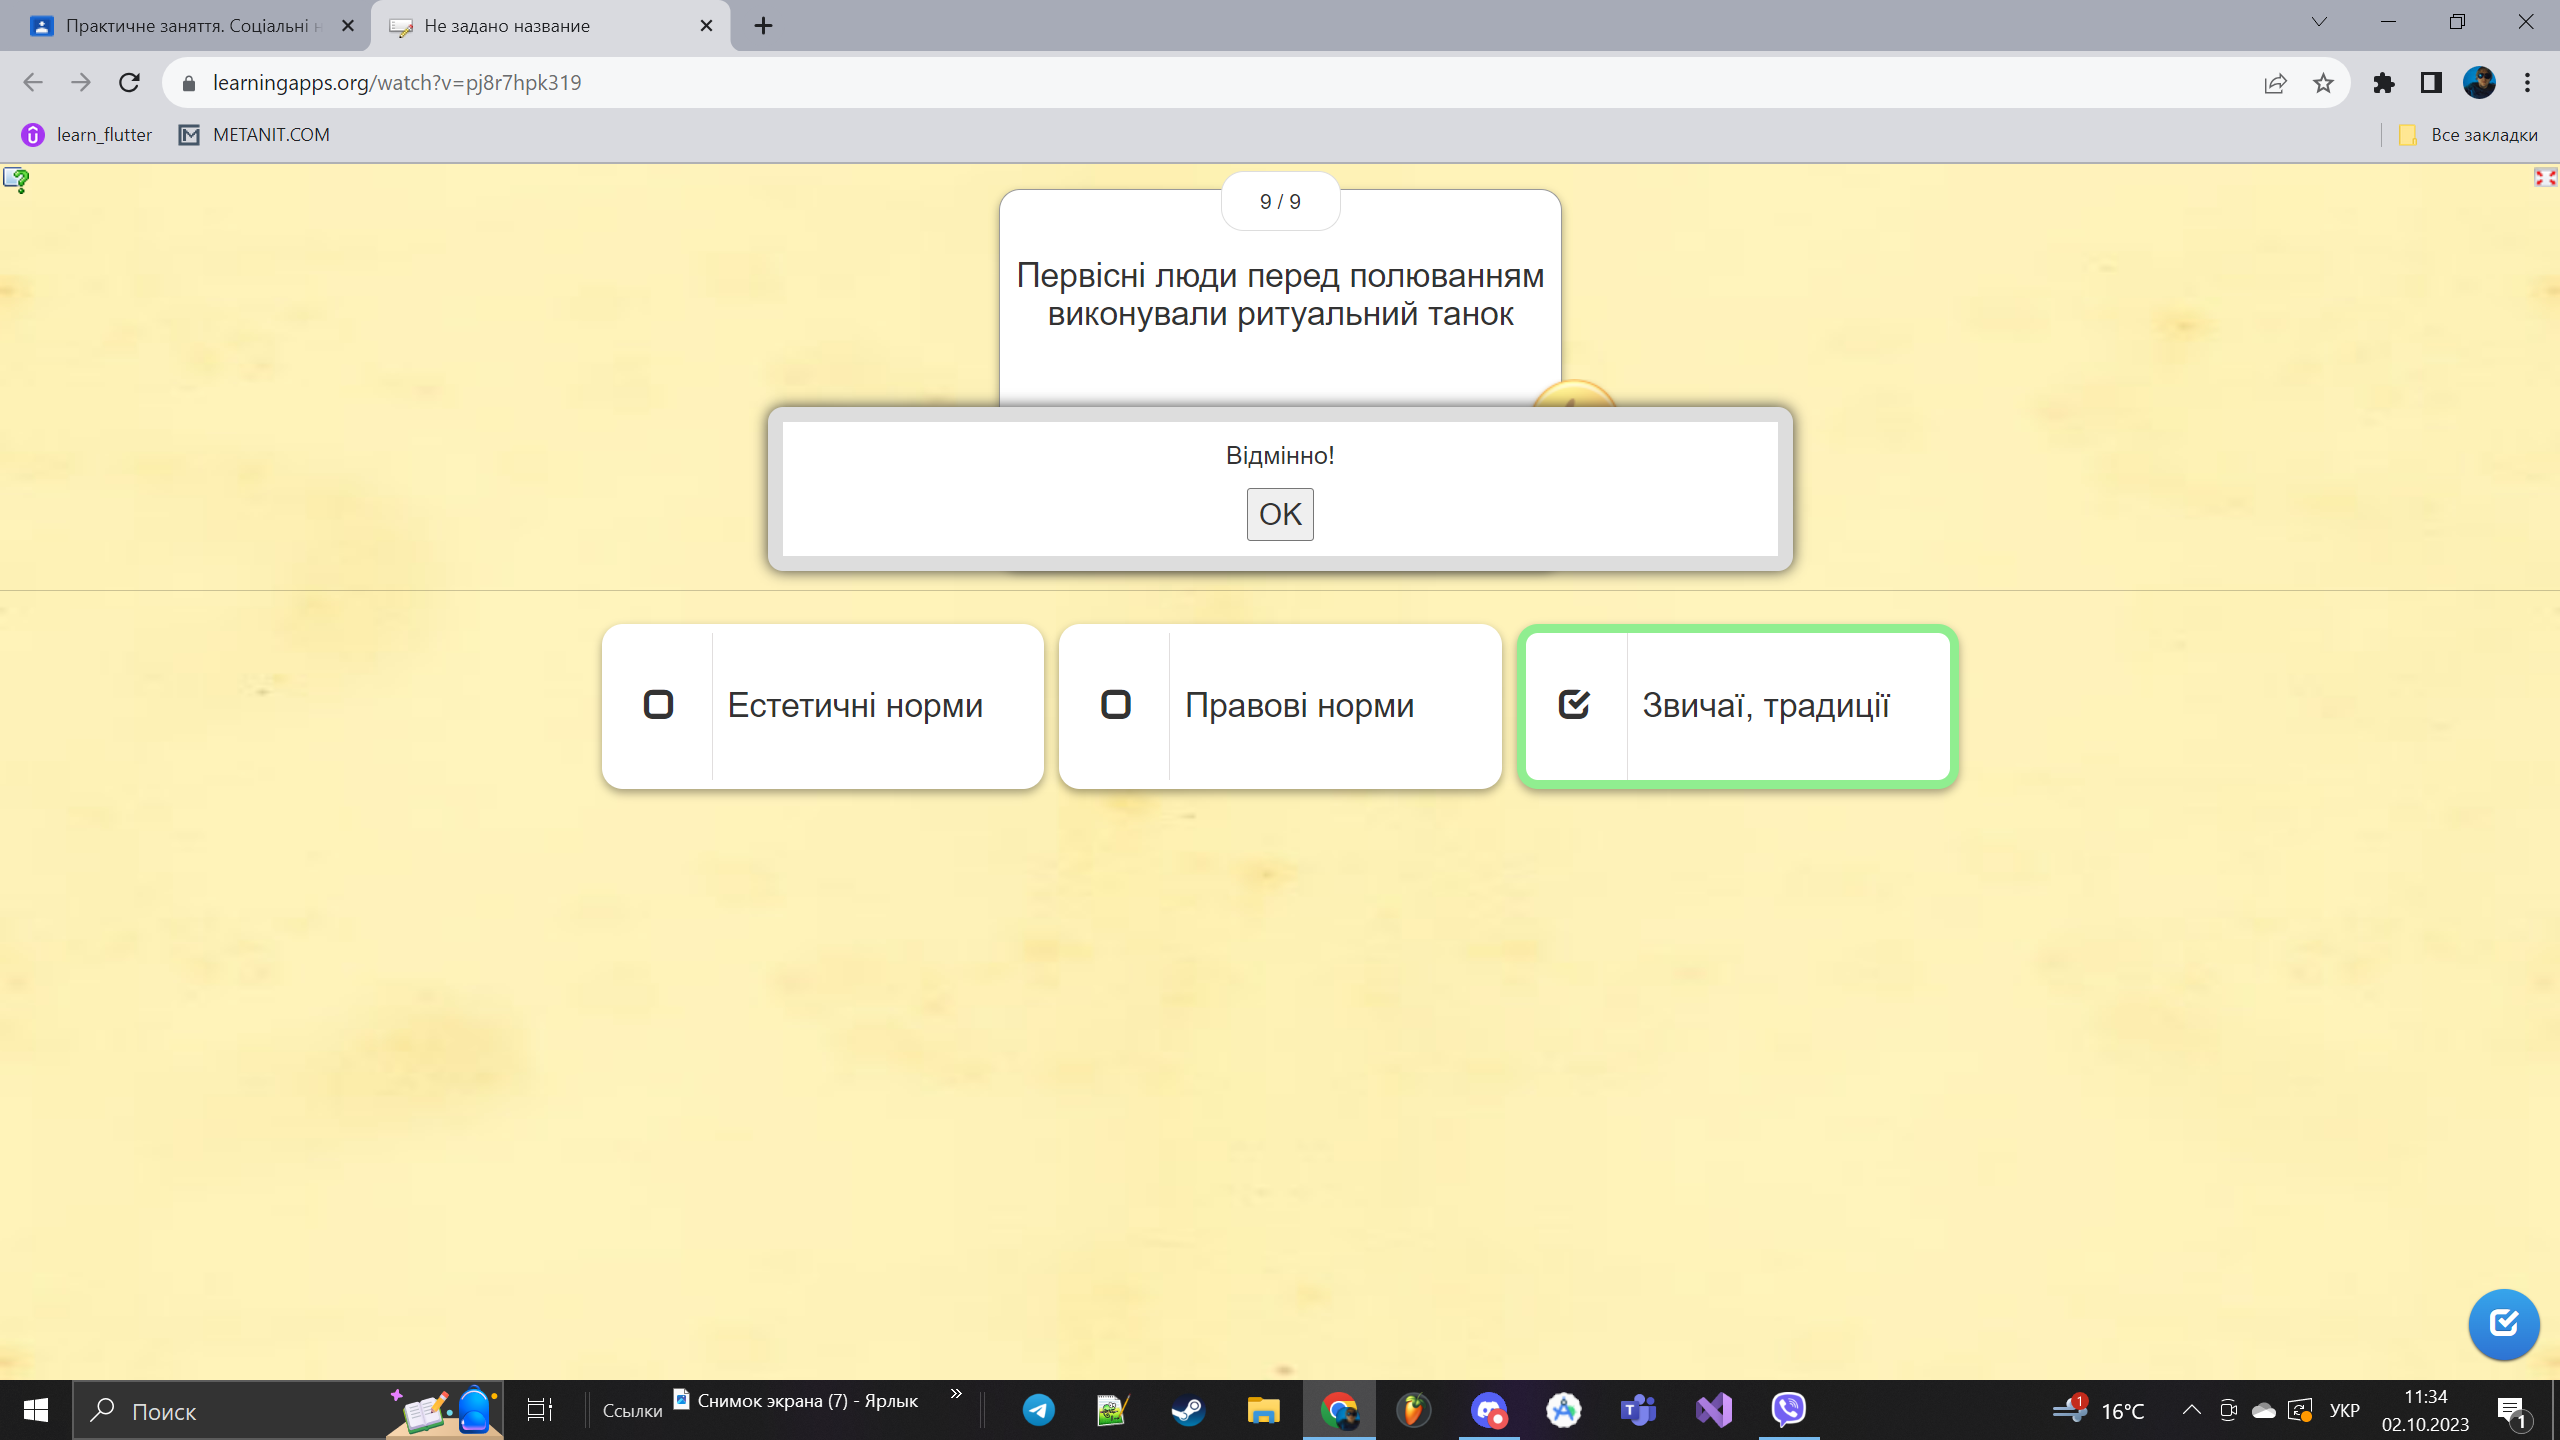 Практичне заняття. Соціальні н
Не задано название
learningapps.org/watch?v=pj8r7hpk319
learn_flutter
METANIT.COM
Все закладки
9 / 9
Первісні люди перед полюванням
виконували ритуальний танок
Відмінно!
OK
Естетичні норми
Правові норми
Звичаї, традиції
Поиск
Ссылки
Снимок экрана (7) - Ярлык
1
16°C
УКР
11:34
02.10.2023
1